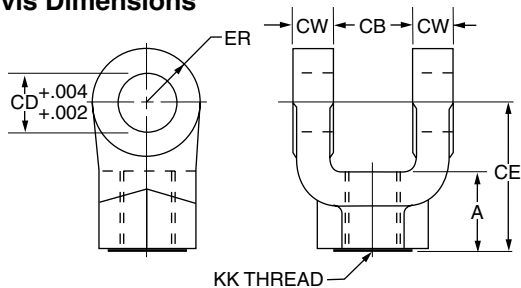 vis Dimensions
CW CB CW
ER
CD +.004
+.002
CE
A
KK THREAD